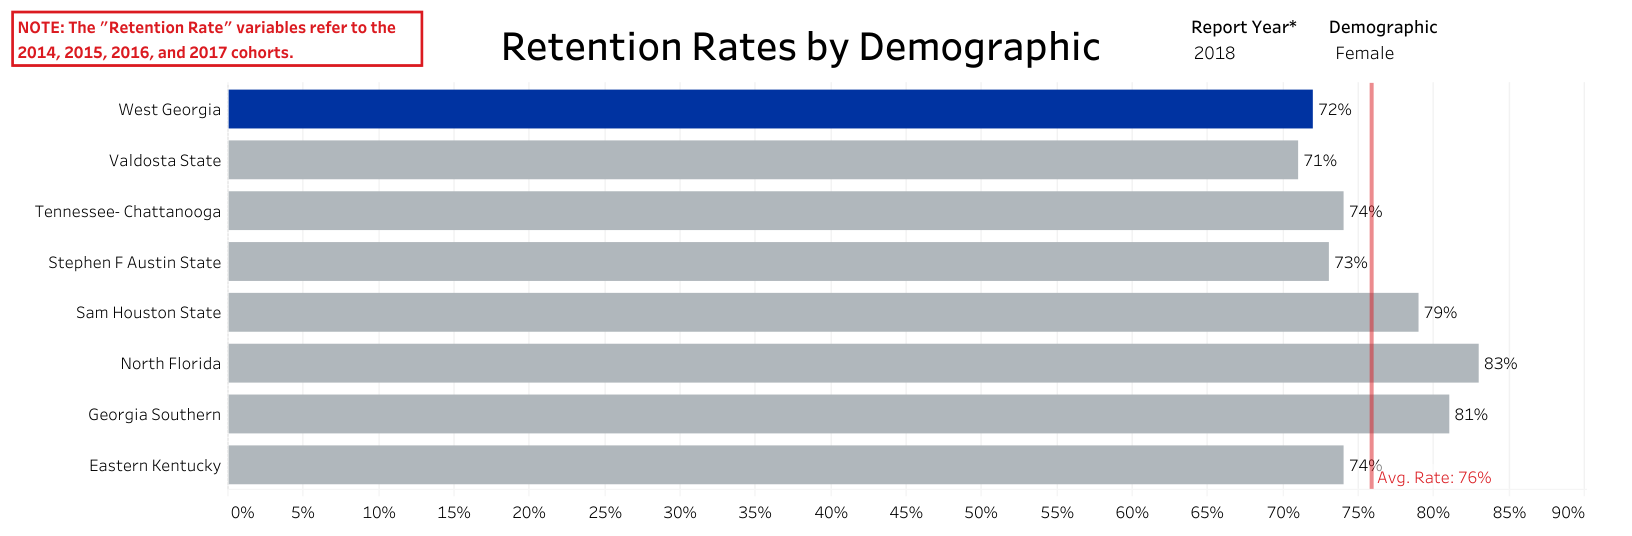 NOTE: The "Retention Rate" variables refer to the
2014, 2015, 2016, and 2017 cohorts.
Retention Rates by Demographic
Report Year* Demographic
2018 Female
West Georgia 72%
Valdosta State 71%
Tennessee- Chattanooga 74%
Stephen F Austin State 73%
Sam Houston State 79%
North Florida 83%
Georgia Southern 81%
Eastern Kentucky 74%
Avg. Rate: 76%
0% 5% 10% 15% 20% 25% 30% 35% 40% 45% 50% 55% 60% 65% 70% 75% 80% 85% 90%